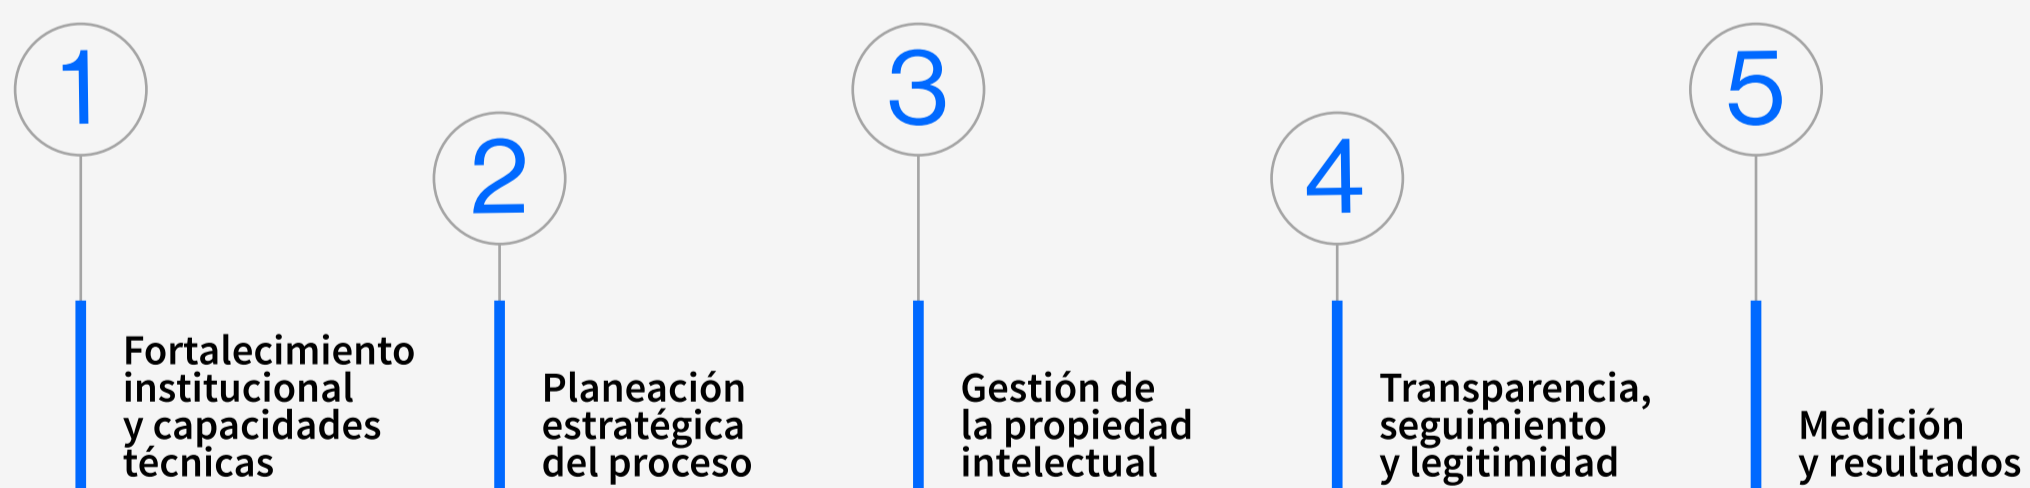 1
Fortalecimiento
institucional
y capacidades
técnicas
2
Planeación
estratégica
del proceso
3
Gestión de
la propiedad
intelectual
4
Transparencia,
seguimiento
y legitimidad
5
Medición
y resultados